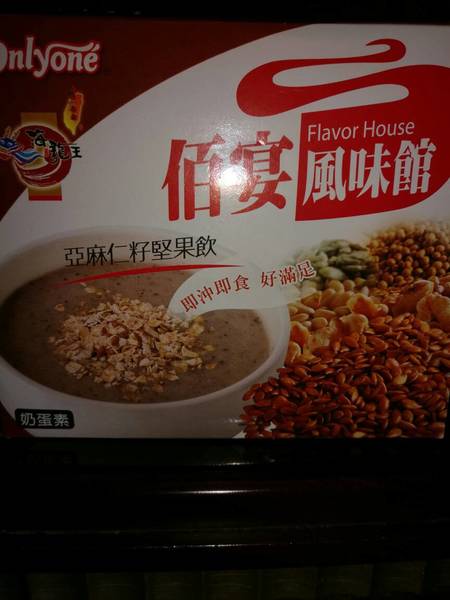 Onlyoné
佰宴
Flavor House
風味館
亞麻仁籽堅果飲
即沖即食 好滿足
奶蛋素